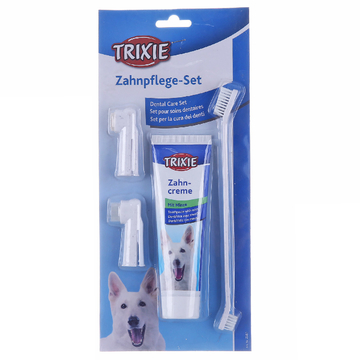 TRIXIE
Zahnpflege-Set
Dental Care Set
Set pour soins dentaires
Set per la cura dei denti
TRIXIE
Zahn-
creme